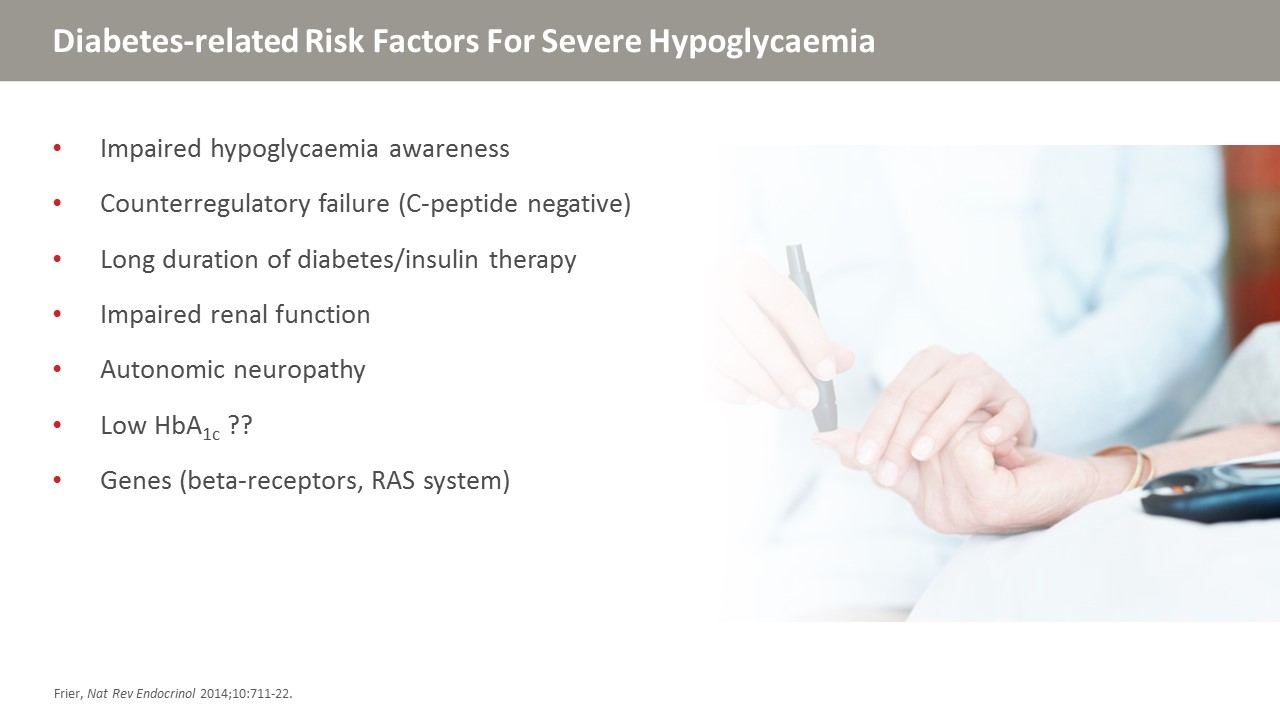 Diabetes-related Risk Factors For Severe Hypoglycaemia
• Impaired hypoglycaemia awareness
• Counterregulatory failure (C-peptide negative)
• Long duration of diabetes/insulin therapy
• Impaired renal function
• Autonomic neuropathy
• Low HbA1c ??
• Genes (beta-receptors, RAS system)
Frier, Nat Rev Endocrinol 2014;10:711-22.